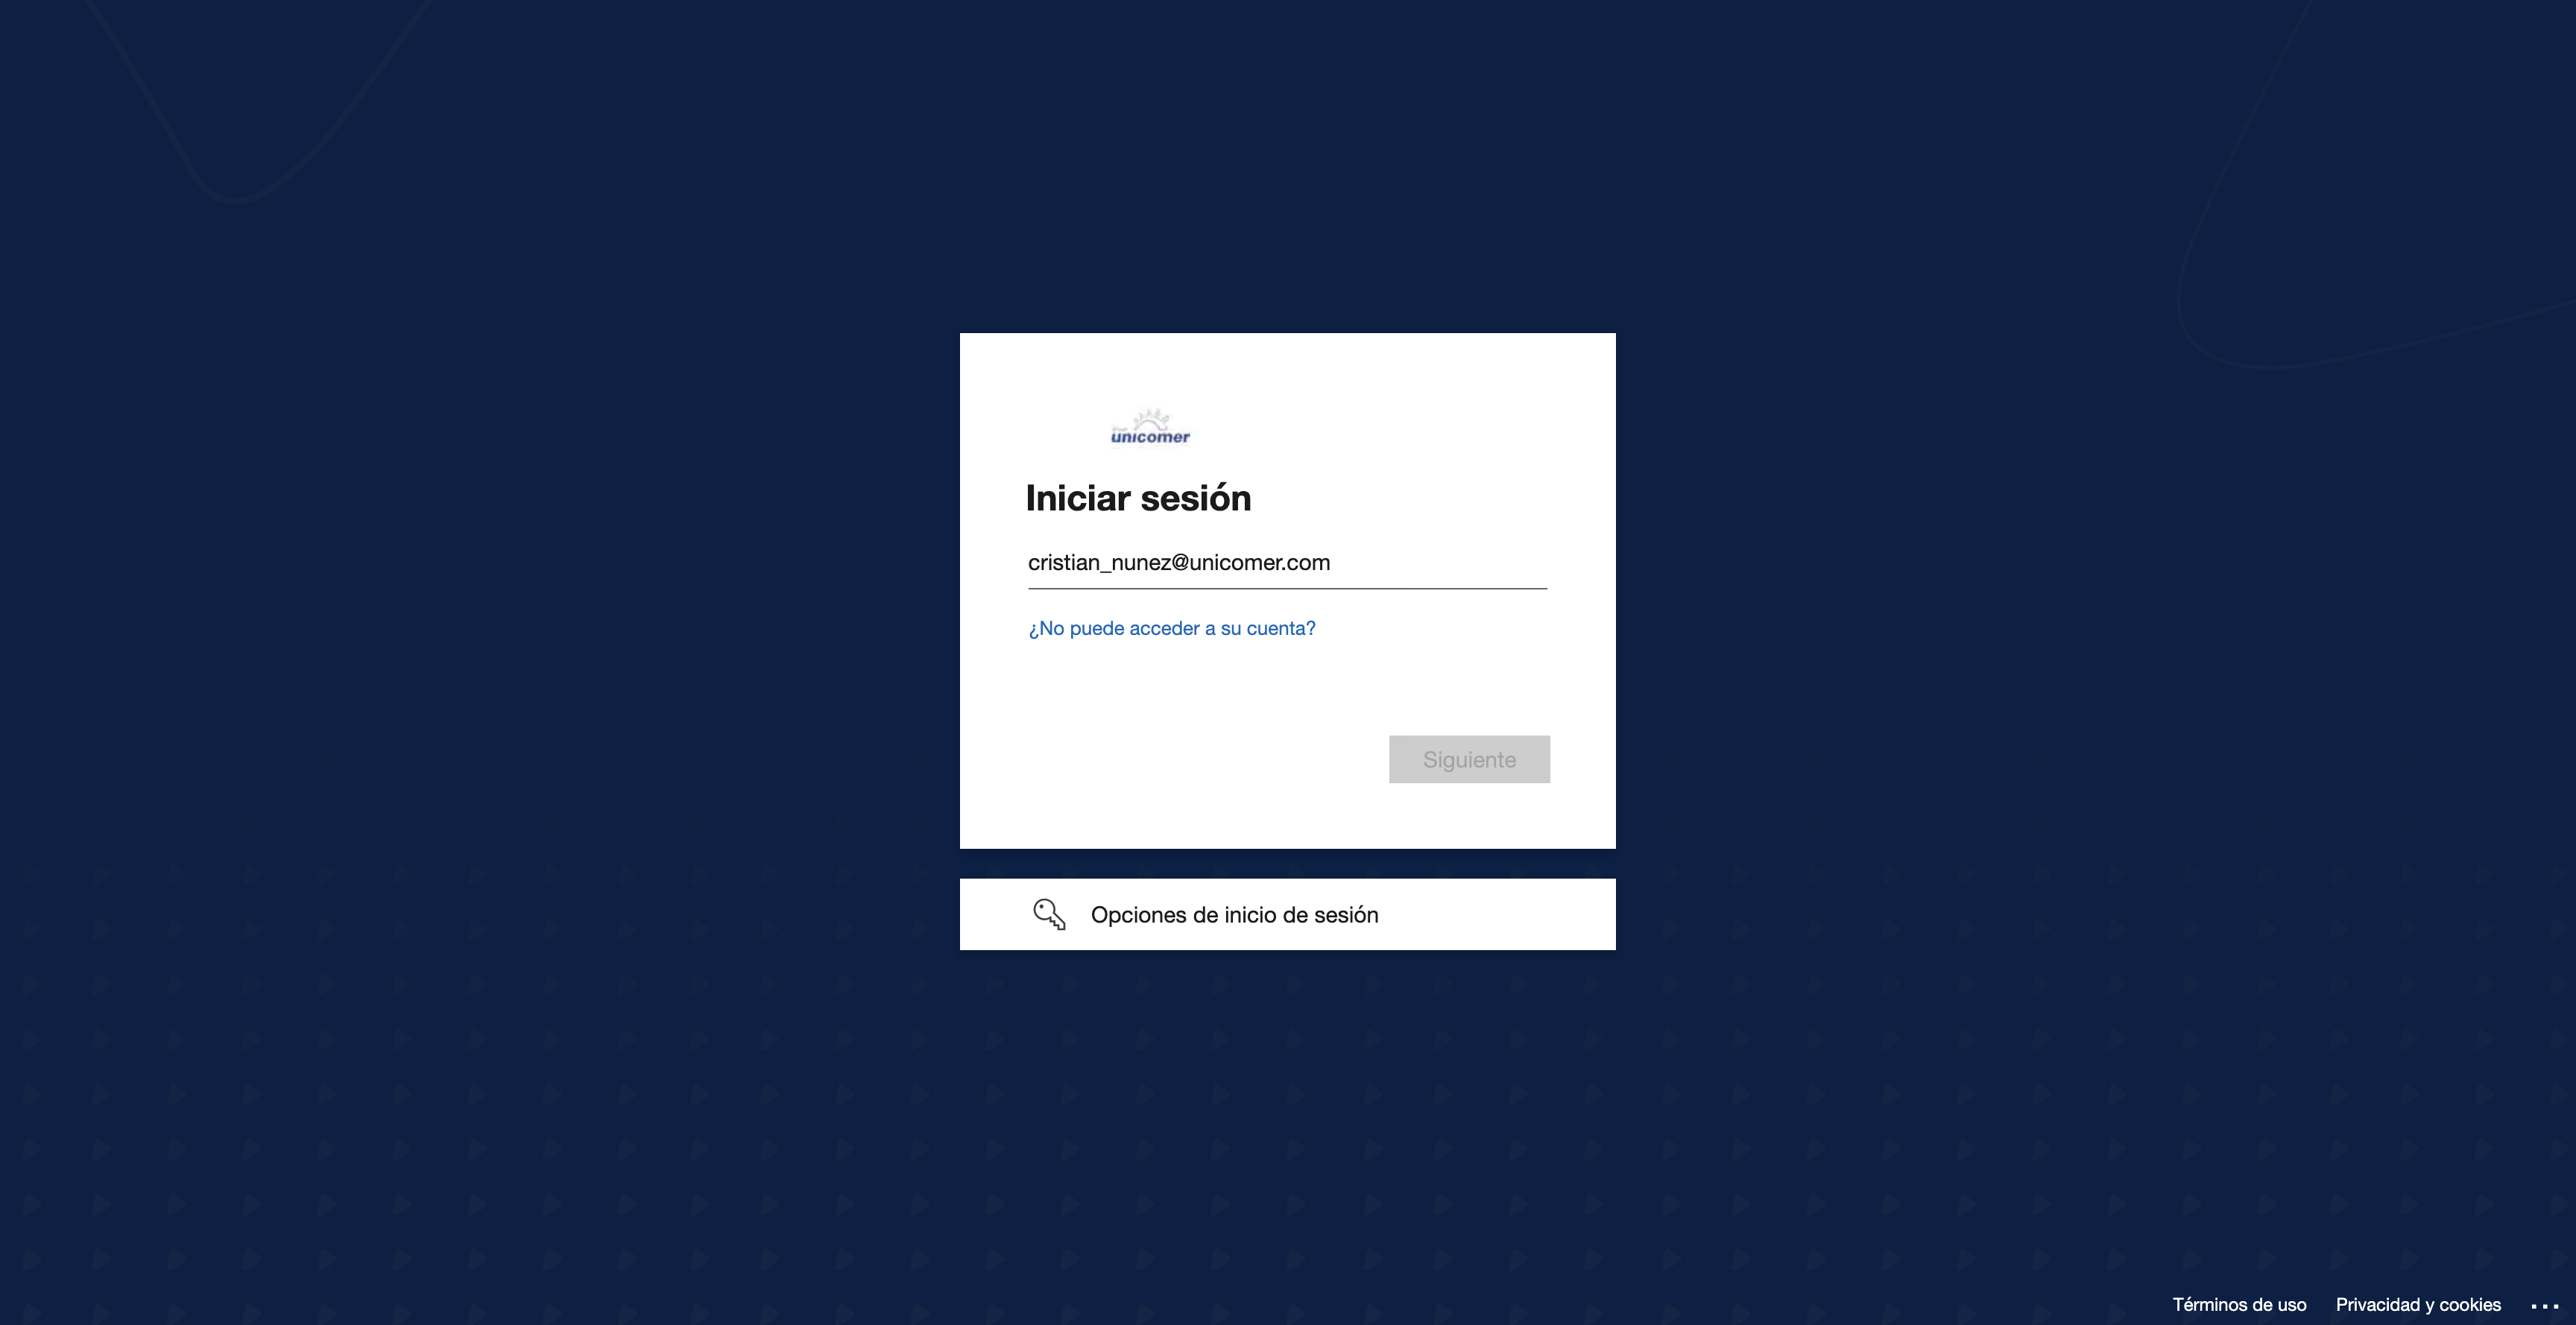 unicomer
Iniciar sesión
cristian_nunez@unicomer.com
¿No puede acceder a su cuenta?
Siguiente
Opciones de inicio de sesión
Términos de uso Privacidad y cookies